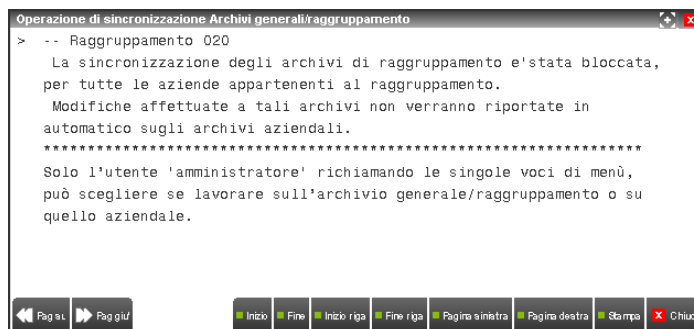 Operazione di sincronizzazione Archivi generali/raggruppamento
> -- Raggruppamento 020
La sincronizzazione degli archivi di raggruppamento e'stata bloccata,
per tutte le aziende appartenenti al raggruppamento.
Modifiche affettuate a tali archivi non verranno riportate in
automatico sugli archivi aziendali.
********************************************************************
Solo l'utente 'amministratore' richiamando le singole voci di menù,
può scegliere se lavorare sull'archivio generale/raggruppamento o su
quello aziendale.
Pag su Pag giu' Inizio Fine Inizio riga Fine riga Pagina sinistra Pagina destra Stampa X Chiud